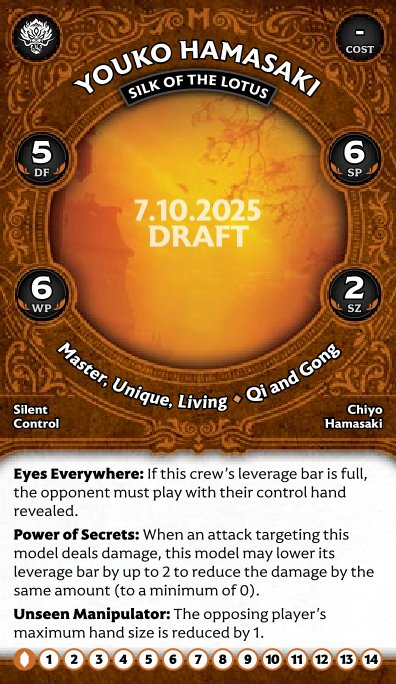 -
COST
YOUKO HAMASAKI
SILK OF THE LOTUS
5
DF
6
SP
7.10.2025
DRAFT
6
WP
2
SZ
Master, Unique, Living ⬥ Qi and Gong
Silent
Control
Chiyo
Hamasaki
Eyes Everywhere: If this crew's leverage bar is full,
the opponent must play with their control hand
revealed.
Power of Secrets: When an attack targeting this
model deals damage, this model may lower its
leverage bar by up to 2 to reduce the damage by the
same amount (to a minimum of 0).
Unseen Manipulator: The opposing player's
maximum hand size is reduced by 1.
1 2 3 4 5 6 7 8 9 10 11 12 13 14